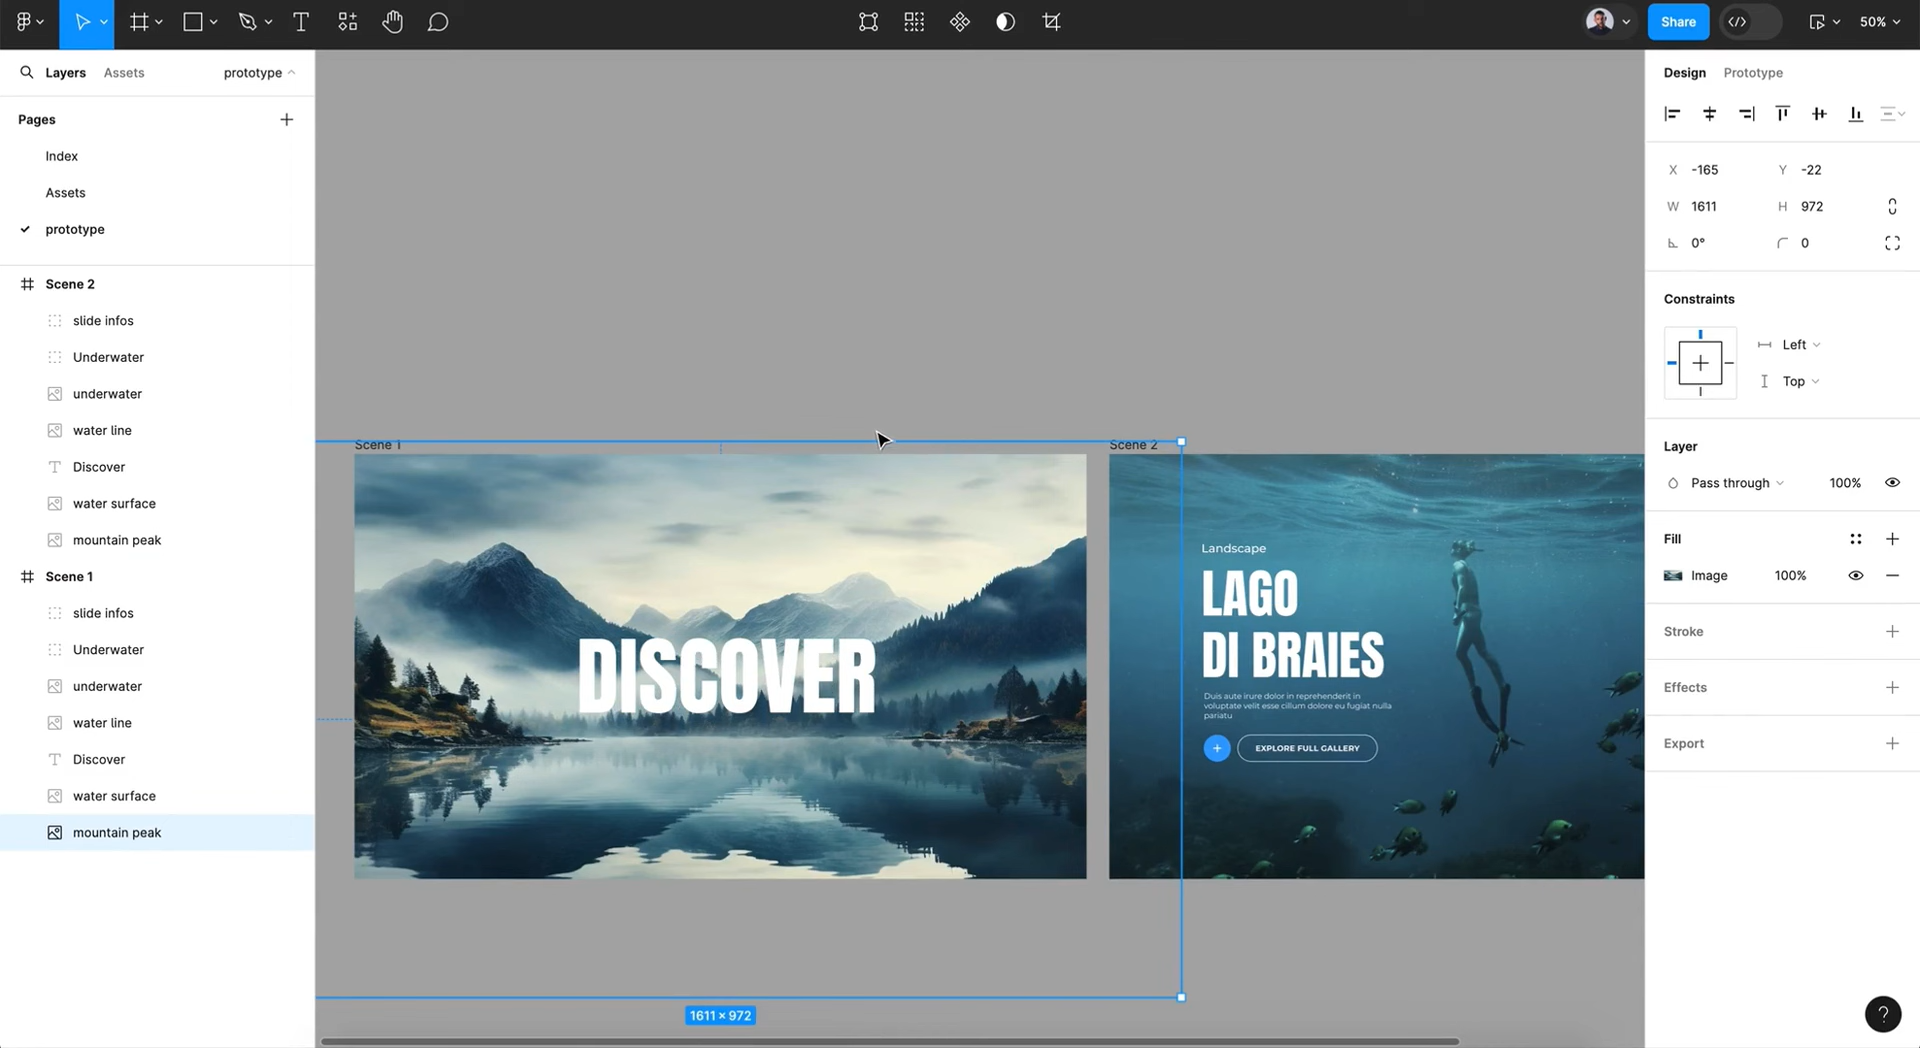 Share
</>
50%
Layers
Assets
prototype
Pages
Index
Assets
prototype
Scene 2
slide infos
Underwater
underwater
water line
Discover
water surface
mountain peak
Scene 1
slide infos
Underwater
underwater
water line
Discover
water surface
mountain peak
Scene 1
DISCOVER
Scene 2
Landscape
LAGO
DI BRAIES
Duis aute irure dolor in reprehenderit in
voluptate velit esse cillum dolore eu fugiat nulla
pariatu
EXPLORE FULL GALLERY
1611 × 972
Design
Prototype
X -165
Y -22
W 1611
H 972
0°
0
Constraints
Left
Top
Layer
Pass through
100%
Fill
Image
100%
Stroke
Effects
Export
?